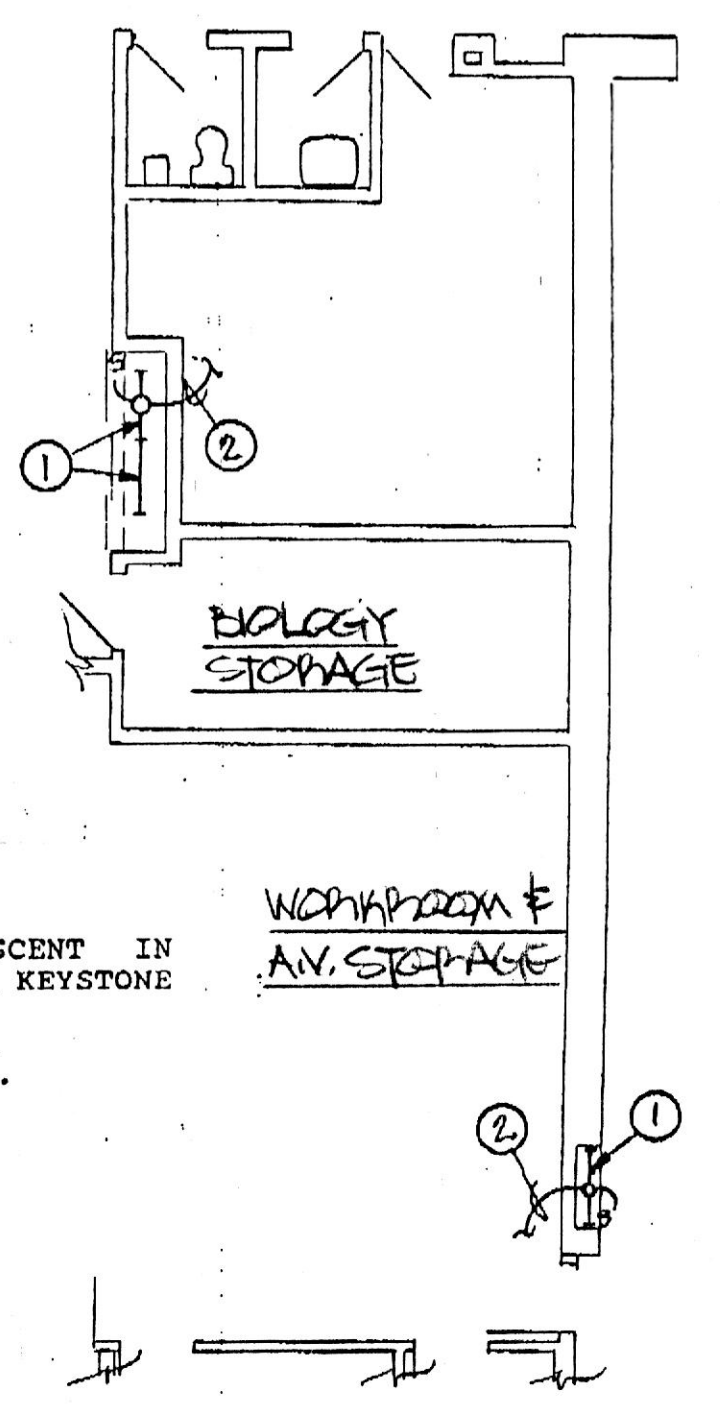 2
1
BIOLOGY
STORAGE
WORKROOM &
A.V. STORAGE
SCENT IN
KEYSTONE
.
1
2